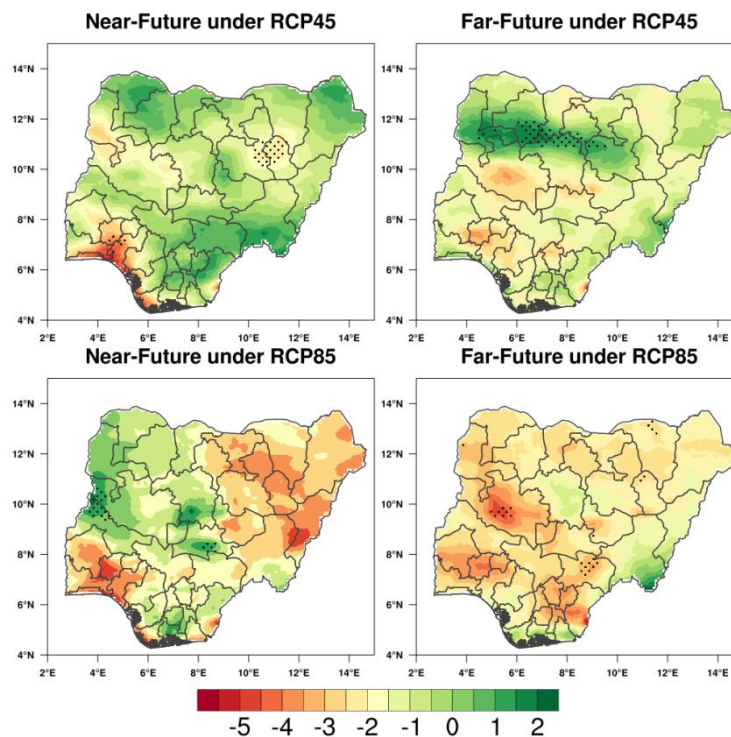 Near-Future under RCP45 Far-Future under RCP45
14°N 14°N
12°N 12°N
10°N 10°N
8°N 8°N
6°N 6°N
4°N 4°N
2°E 4°E 6°E 8°E 10°E 12°E 14°E 2°E 4°E 6°E 8°E 10°E 12°E 14°E
Near-Future under RCP85 Far-Future under RCP85
14°N 14°N
12°N 12°N
10°N 10°N
8°N 8°N
6°N 6°N
4°N 4°N
2°E 4°E 6°E 8°E 10°E 12°E 14°E 2°E 4°E 6°E 8°E 10°E 12°E 14°E
-5 -4 -3 -2 -1 0 1 2